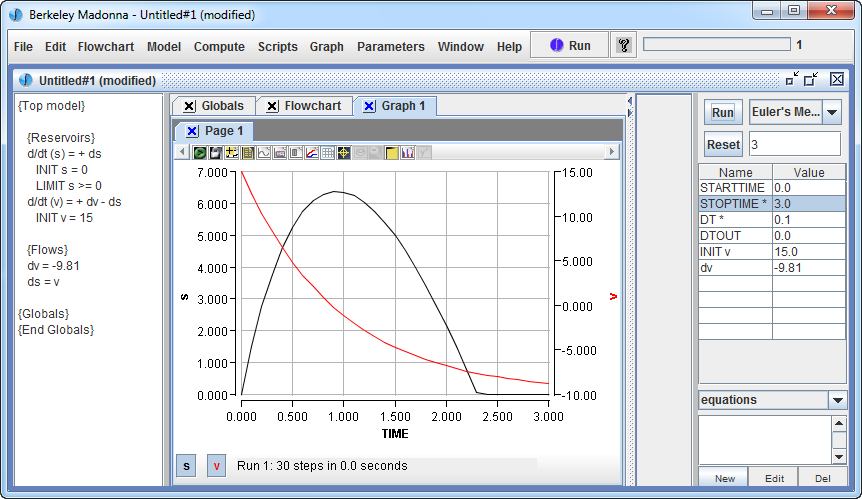 Berkeley Madonna - Untitled#1 (modified)
File Edit Flowchart Model Compute Scripts Graph Parameters Window Help Run ? 1
Untitled#1 (modified)
{Top model}
{Reservoirs}
d/dt (s) = + ds
INIT s = 0
LIMIT s >= 0
d/dt (v) = + dv - ds
INIT v = 15
{Flows}
dv = -9.81
ds = v
{Globals}
{End Globals}
Globals Flowchart Graph 1
Page 1
7.000
6.000
5.000
4.000
3.000
2.000
1.000
0.000
s
15.00
10.00
5.000
0.000
-5.000
-10.00
v
0.000 0.500 1.000 1.500 2.000 2.500 3.000
TIME
s v Run 1: 30 steps in 0.0 seconds
Run Euler's Me...
Reset 3
Name Value
STARTTIME 0.0
STOPTIME * 3.0
DT * 0.1
DTOUT 0.0
INIT v 15.0
dv -9.81
equations
New Edit Del